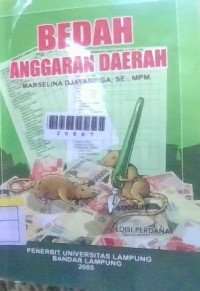 BEDAH
ANGGARAN DAERAH
MARSELINA DJAYASINGA, SE., MPM
EDISI PERDANA
PENERBIT UNIVERSITAS LAMPUNG
BANDAR LAMPUNG
2005